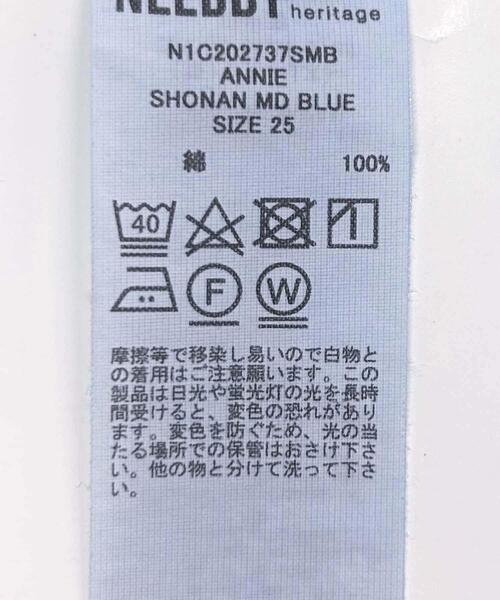 heritage
N1C202737SMB
ANNIE
SHONAN MD BLUE
SIZE 25
綿 100%
40
F W
摩擦等で移染し易いので白物と
の着用はご注意願います。この
製品は日光や蛍光灯の光を長時
間受けると、変色の恐れがあり
ます。変色を防ぐため、光の当
たる場所での保管はおさけ下さ
い。他の物と分けて洗って下さ
い。